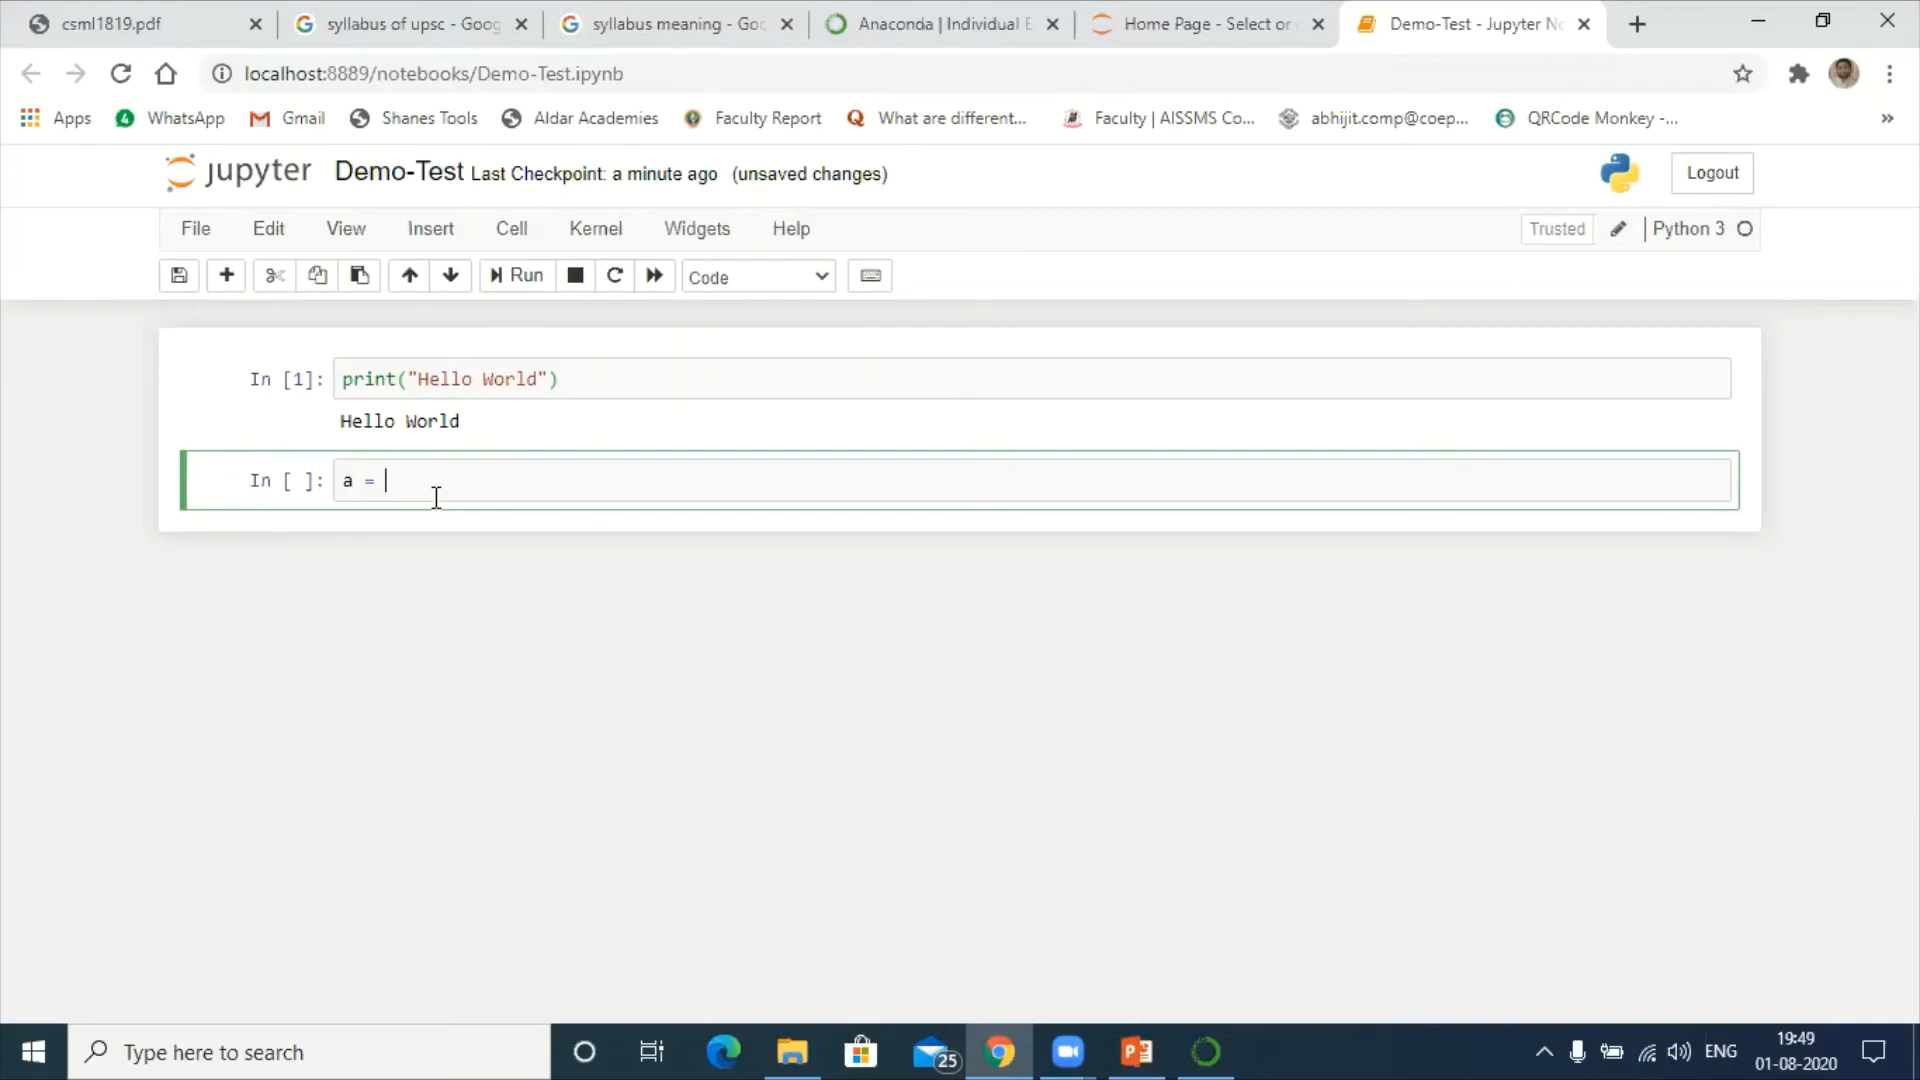 csml1819.pdf
syllabus of upsc - Goog
syllabus meaning - Goo
Anaconda | Individual E
Home Page - Select or
Demo-Test - Jupyter No
localhost:8889/notebooks/Demo-Test.ipynb
Apps
WhatsApp
Gmail
Shanes Tools
Aldar Academies
Faculty Report
What are different...
Faculty | AISSMS Co...
abhijit.comp@coep...
QRCode Monkey -...
»
jupyter
Demo-Test Last Checkpoint: a minute ago (unsaved changes)
Logout
File
Edit
View
Insert
Cell
Kernel
Widgets
Help
Trusted
Python 3
Run
Code
In [1]: print("Hello World")
Hello World
In [ ]: a =
Type here to search
25
ENG
19:49
01-08-2020